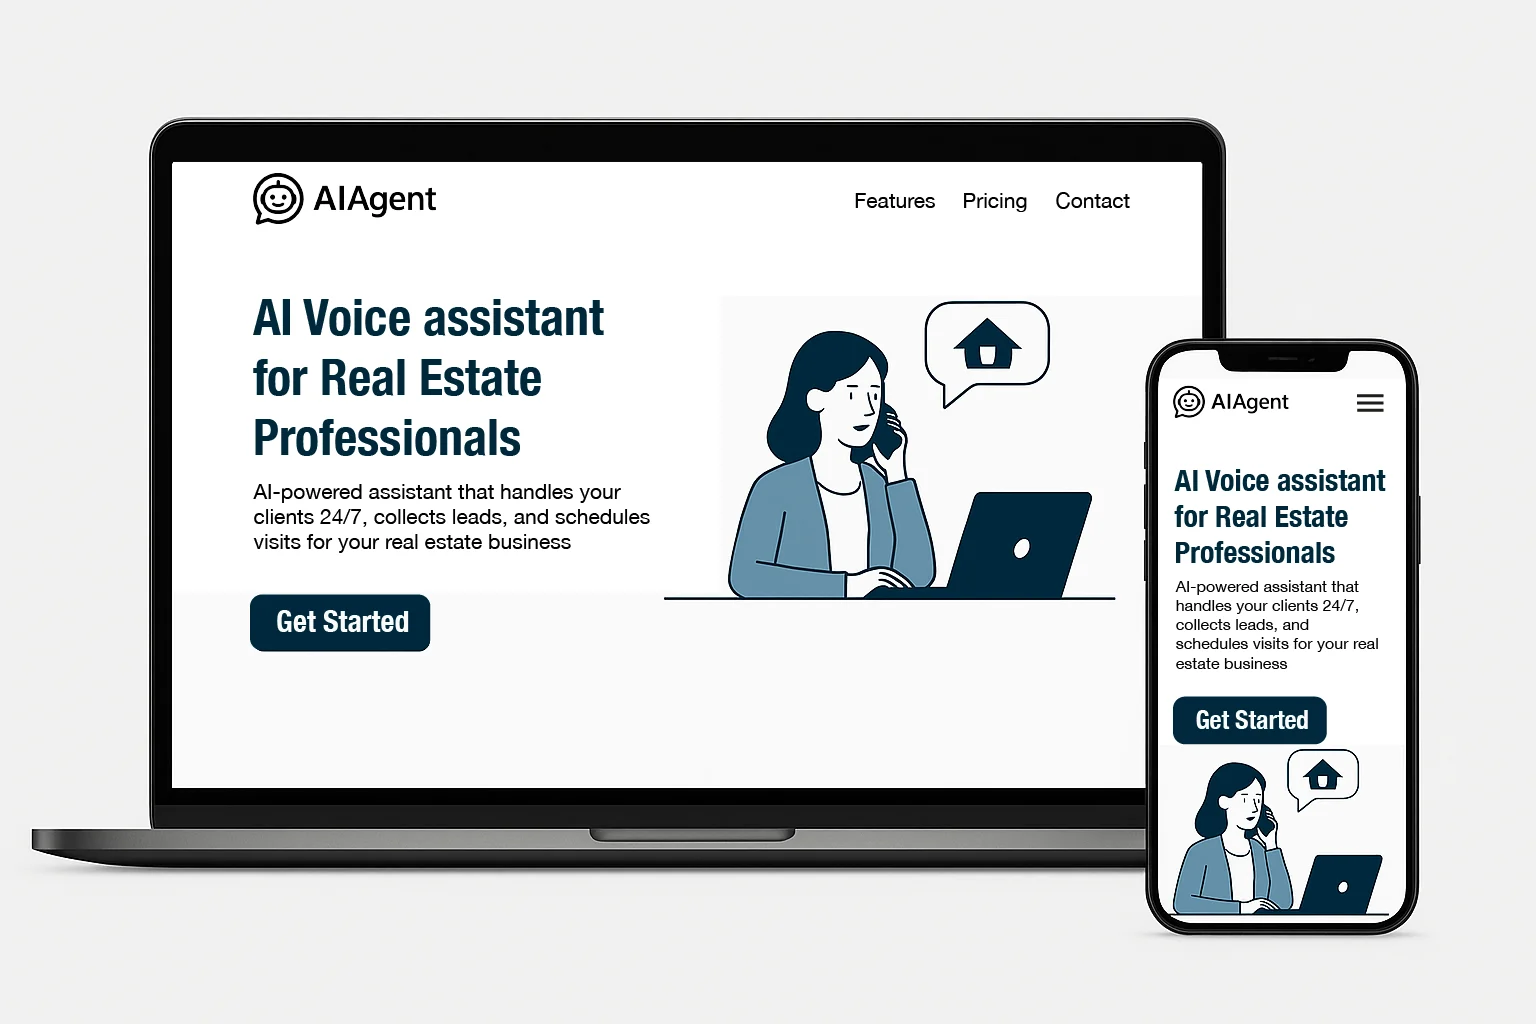 AIAgent
Features Pricing Contact
AI Voice assistant
for Real Estate
Professionals
AI-powered assistant that handles your
clients 24/7, collects leads, and schedules
visits for your real estate business
Get Started
AIAgent
AI Voice assistant
for Real Estate
Professionals
AI-powered assistant that
handles your clients 24/7,
collects leads, and
schedules visits for your real
estate business
Get Started